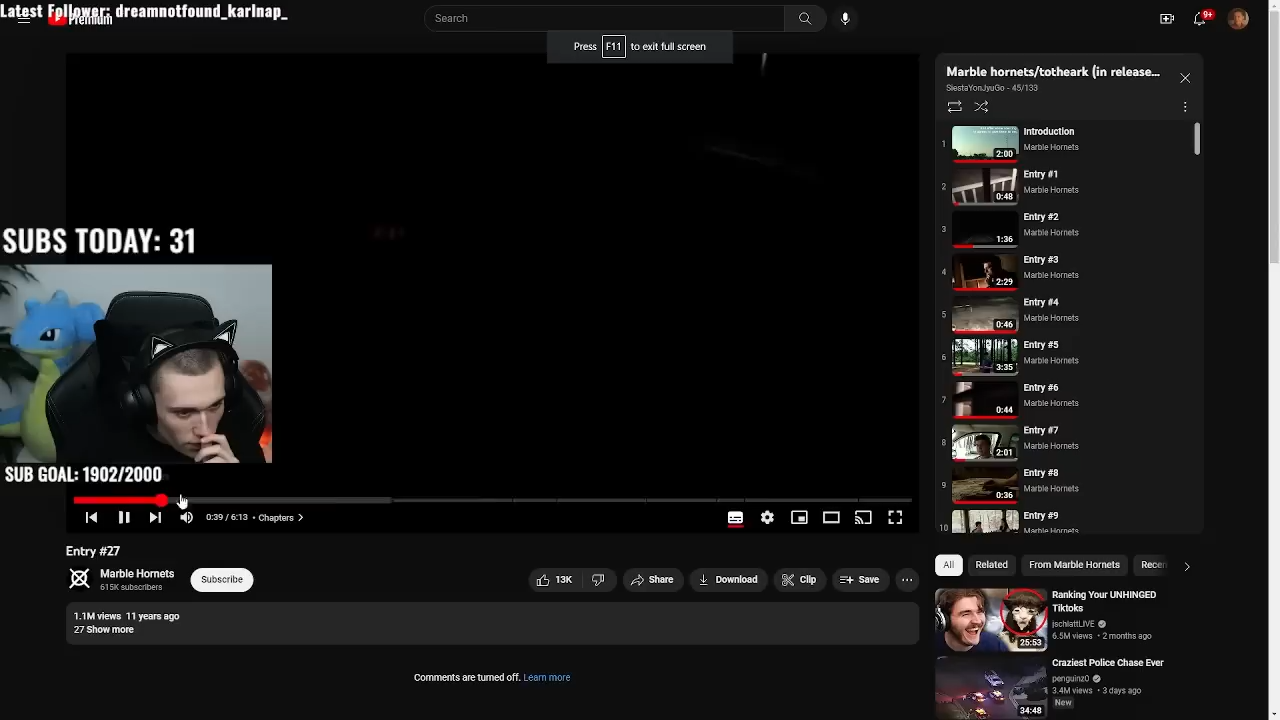 Latest Follower: dreamnotfound_karlnap_
Premium
Search
9+
Press F11 to exit full screen
Marble hornets/totheark (in release...
SiestaYonJyuGo - 45/133
1
2:00
Introduction
Marble Hornets
2
0:48
Entry #1
Marble Hornets
3
1:36
Entry #2
Marble Hornets
4
2:29
Entry #3
Marble Hornets
5
0:46
Entry #4
Marble Hornets
6
3:35
Entry #5
Marble Hornets
7
0:44
Entry #6
Marble Hornets
8
2:01
Entry #7
Marble Hornets
9
0:36
Entry #8
Marble Hornets
10
Entry #9
Marble Hornets
SUBS TODAY: 31
SUB GOAL: 1902/2000
0:39 / 6:13 • Chapters
Entry #27
Marble Hornets
615K subscribers
Subscribe
13K
Share
Download
Clip
Save
1.1M views 11 years ago
27 Show more
Comments are turned off. Learn more
All
Related
From Marble Hornets
Recen
25:53
Ranking Your UNHINGED
Tiktoks
jschlattLIVE
6.5M views • 2 months ago
34:48
Craziest Police Chase Ever
penguinz0
3.4M views • 3 days ago
New